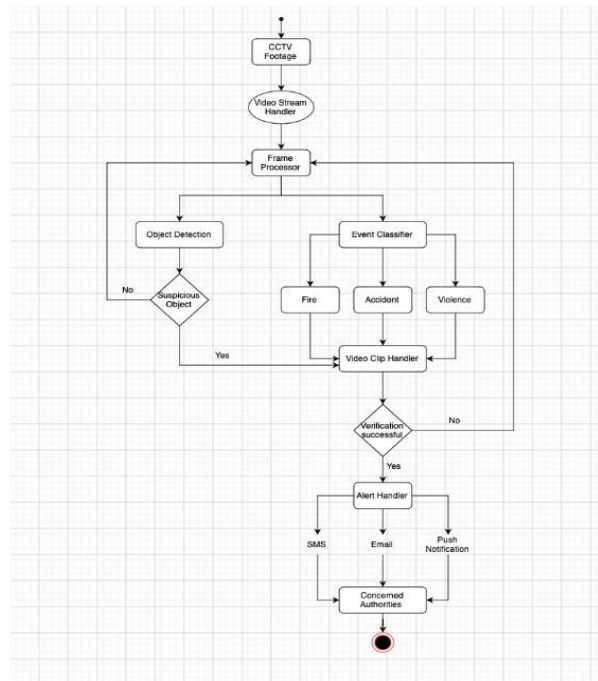 CCTV
Footage
Video Stream
Handler
Frame
Processor
Object Detection
Event Classifier
No
Suspicious
Object
Fire
Accident
Violence
Yes
Video Clip Handler
Verification
successful
No
Yes
Alert Handler
SMS
Email
Push
Notification
Concerned
Authorities